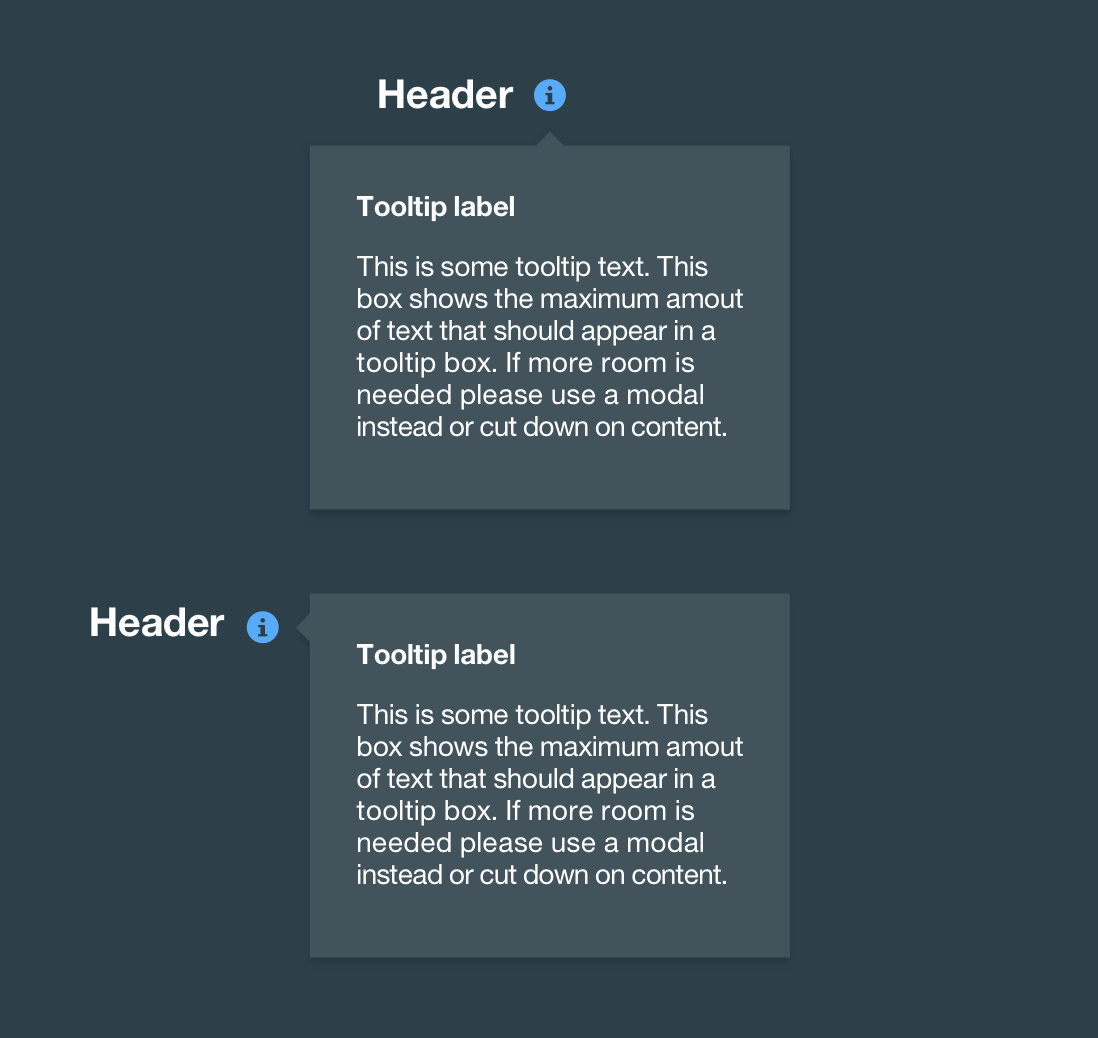 Header
Tooltip label
This is some tooltip text. This
box shows the maximum amout
of text that should appear in a
tooltip box. If more room is
needed please use a modal
instead or cut down on content.
Header
Tooltip label
This is some tooltip text. This
box shows the maximum amout
of text that should appear in a
tooltip box. If more room is
needed please use a modal
instead or cut down on content.